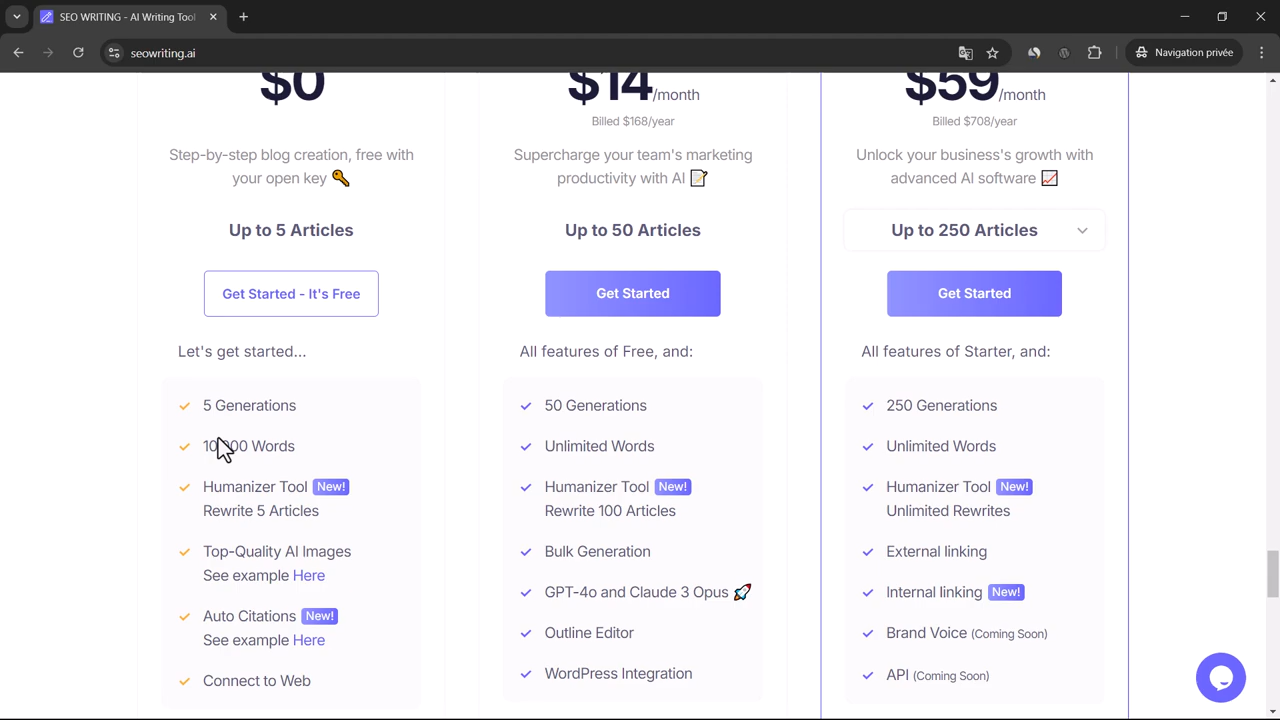 SEO WRITING - AI Writing Tool
seowriting.ai
Navigation privée
$0
$14/month
$59/month
Billed $168/year
Billed $708/year
Step-by-step blog creation, free with
your open key 🔑
Supercharge your team's marketing
productivity with AI 📝
Unlock your business's growth with
advanced AI software 📈
Up to 5 Articles
Up to 50 Articles
Up to 250 Articles
Get Started - It's Free
Get Started
Get Started
Let's get started...
All features of Free, and:
All features of Starter, and:
5 Generations
10,000 Words
Humanizer Tool New!
Rewrite 5 Articles
Top-Quality AI Images
See example Here
Auto Citations New!
See example Here
Connect to Web
50 Generations
Unlimited Words
Humanizer Tool New!
Rewrite 100 Articles
Bulk Generation
GPT-4o and Claude 3 Opus 🚀
Outline Editor
WordPress Integration
250 Generations
Unlimited Words
Humanizer Tool New!
Unlimited Rewrites
External linking
Internal linking New!
Brand Voice (Coming Soon)
API (Coming Soon)